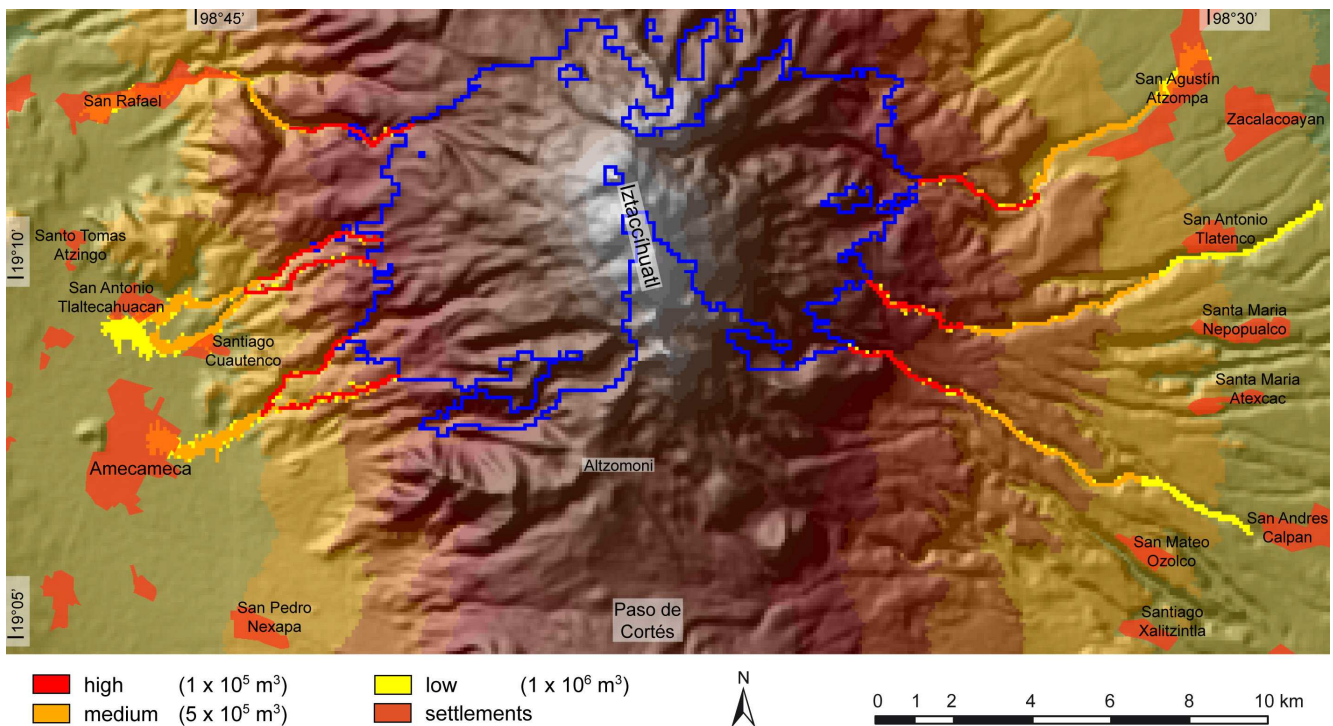 98°45’
98°30’
San Agustín
Atzompa
San Rafael
Zacalacoayan
Iztaccíhuatl
San Antonio
Tlatenco
Santo Tomas
Atzingo
19°10’
San Antonio
Tlaltecahuacan
Santa Maria
Nepopualco
Santiago
Cuautenco
Santa Maria
Atexcac
Amecameca
Altzomoni
San Andres
Calpan
San Mateo
Ozolco
19°05’
San Pedro
Nexapa
Paso de
Cortés
Santiago
Xalitzintla
high (1 x 10⁵ m³)
low (1 x 10⁶ m³)
medium (5 x 10⁵ m³)
settlements
N
0 1 2 4 6 8 10 km